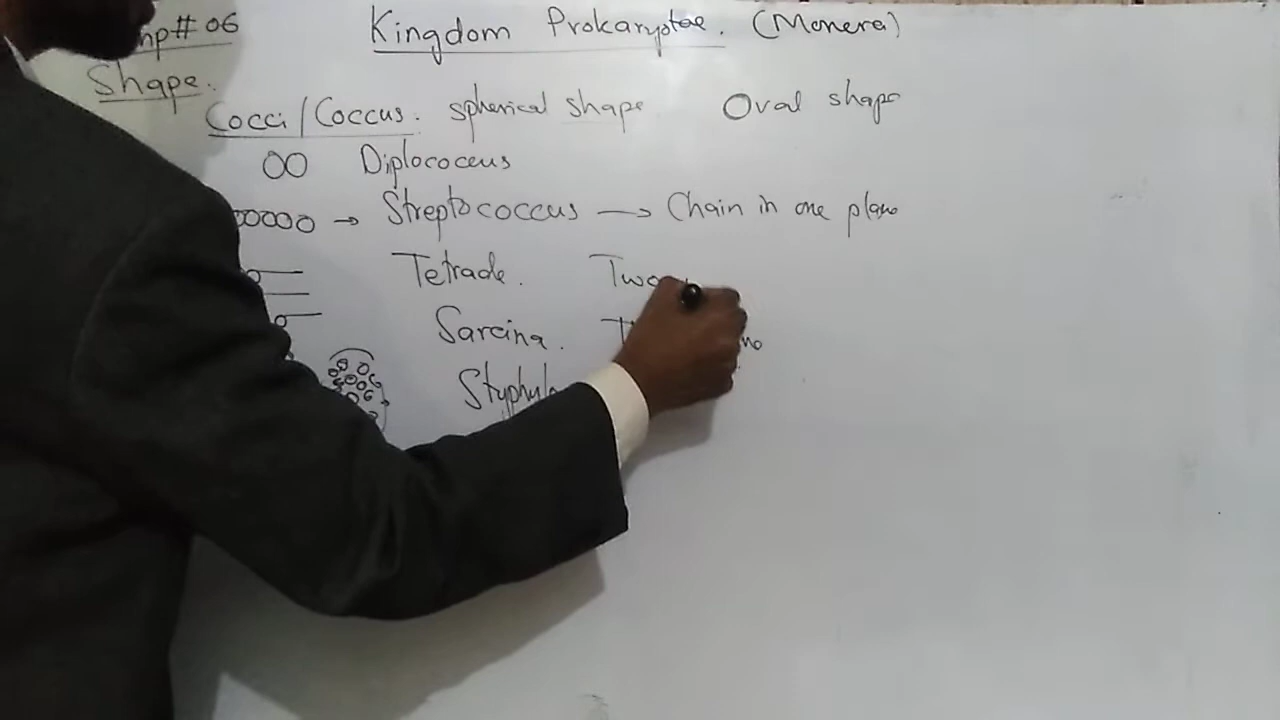 # 06 Kingdom Prokaryotae. (Monera)
Shape.
Cocci/Coccus. spherical shape Oval shape
Diplococcus
→ Streptococcus → Chain in one plane
Tetrade. Two
Sarcina.